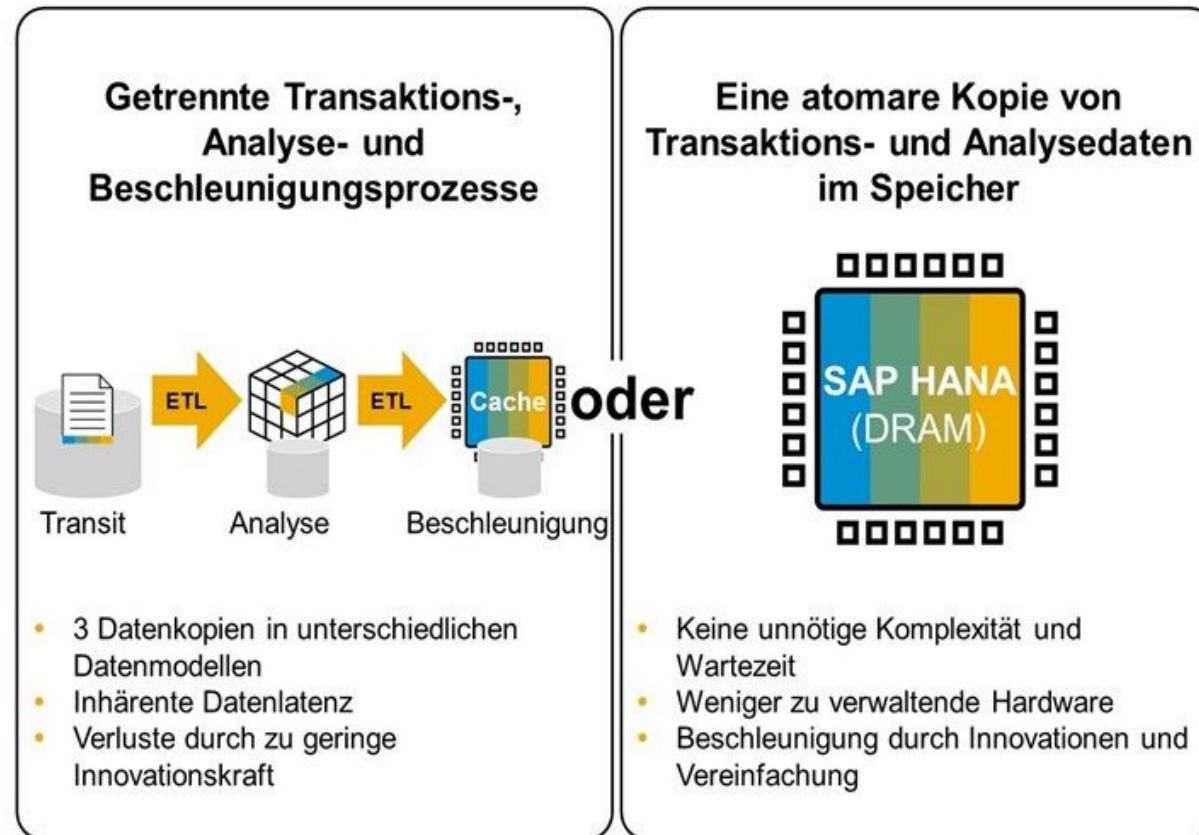 Getrennte Transaktions-,
Analyse- und
Beschleunigungsprozesse
ETL
ETL
Cache
Transit
Analyse
Beschleunigung
• 3 Datenkopien in unterschiedlichen
Datenmodellen
• Inhärente Datenlatenz
• Verluste durch zu geringe
Innovationskraft
oder
Eine atomare Kopie von
Transaktions- und Analysedaten
im Speicher
SAP HANA
(DRAM)
• Keine unnötige Komplexität und
Wartezeit
• Weniger zu verwaltende Hardware
• Beschleunigung durch Innovationen und
Vereinfachung